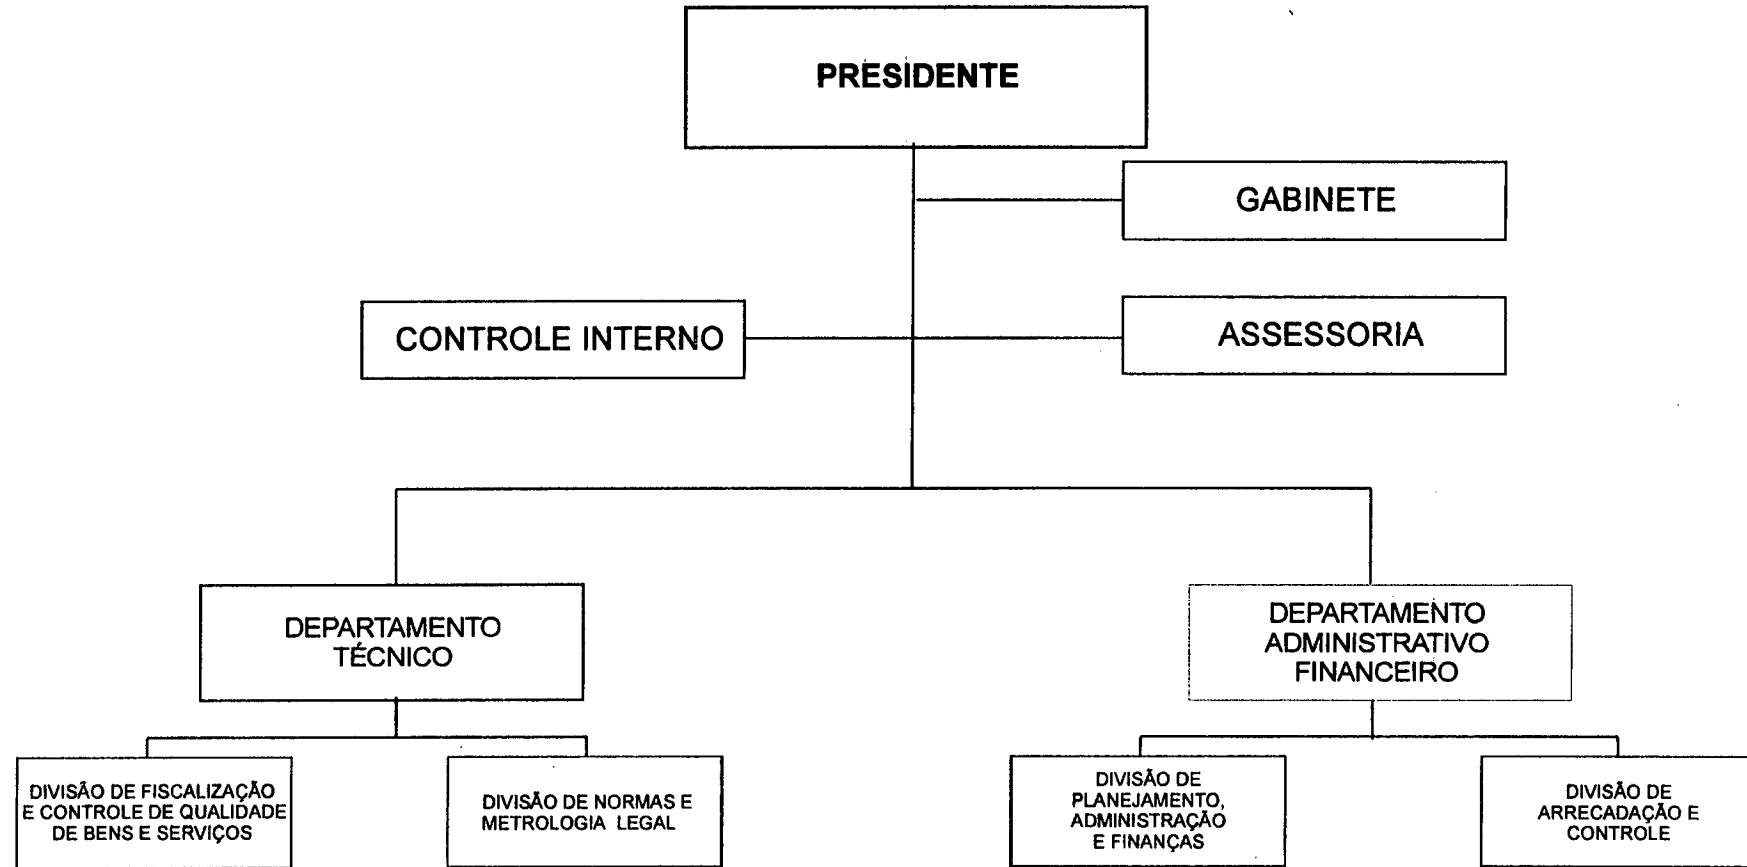 PRESIDENTE
GABINETE
CONTROLE INTERNO
ASSESSORIA
DEPARTAMENTO
TÉCNICO
DEPARTAMENTO
ADMINISTRATIVO
FINANCEIRO
DIVISÃO DE FISCALIZAÇÃO
E CONTROLE DE QUALIDADE
DE BENS E SERVIÇOS
DIVISÃO DE NORMAS E
METROLOGIA LEGAL
DIVISÃO DE
PLANEJAMENTO,
ADMINISTRAÇÃO
E FINANÇAS
DIVISÃO DE
ARRECADAÇÃO E
CONTROLE